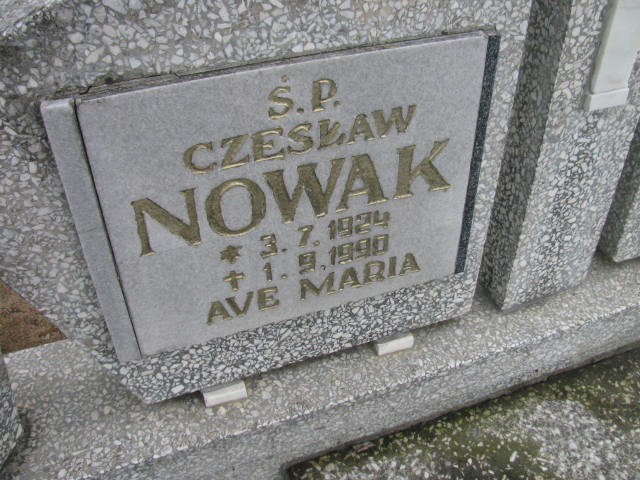 Ś.P.
CZESŁAW
NOWAK
* 3.7.1924
† 1.9.1990
AVE MARIA